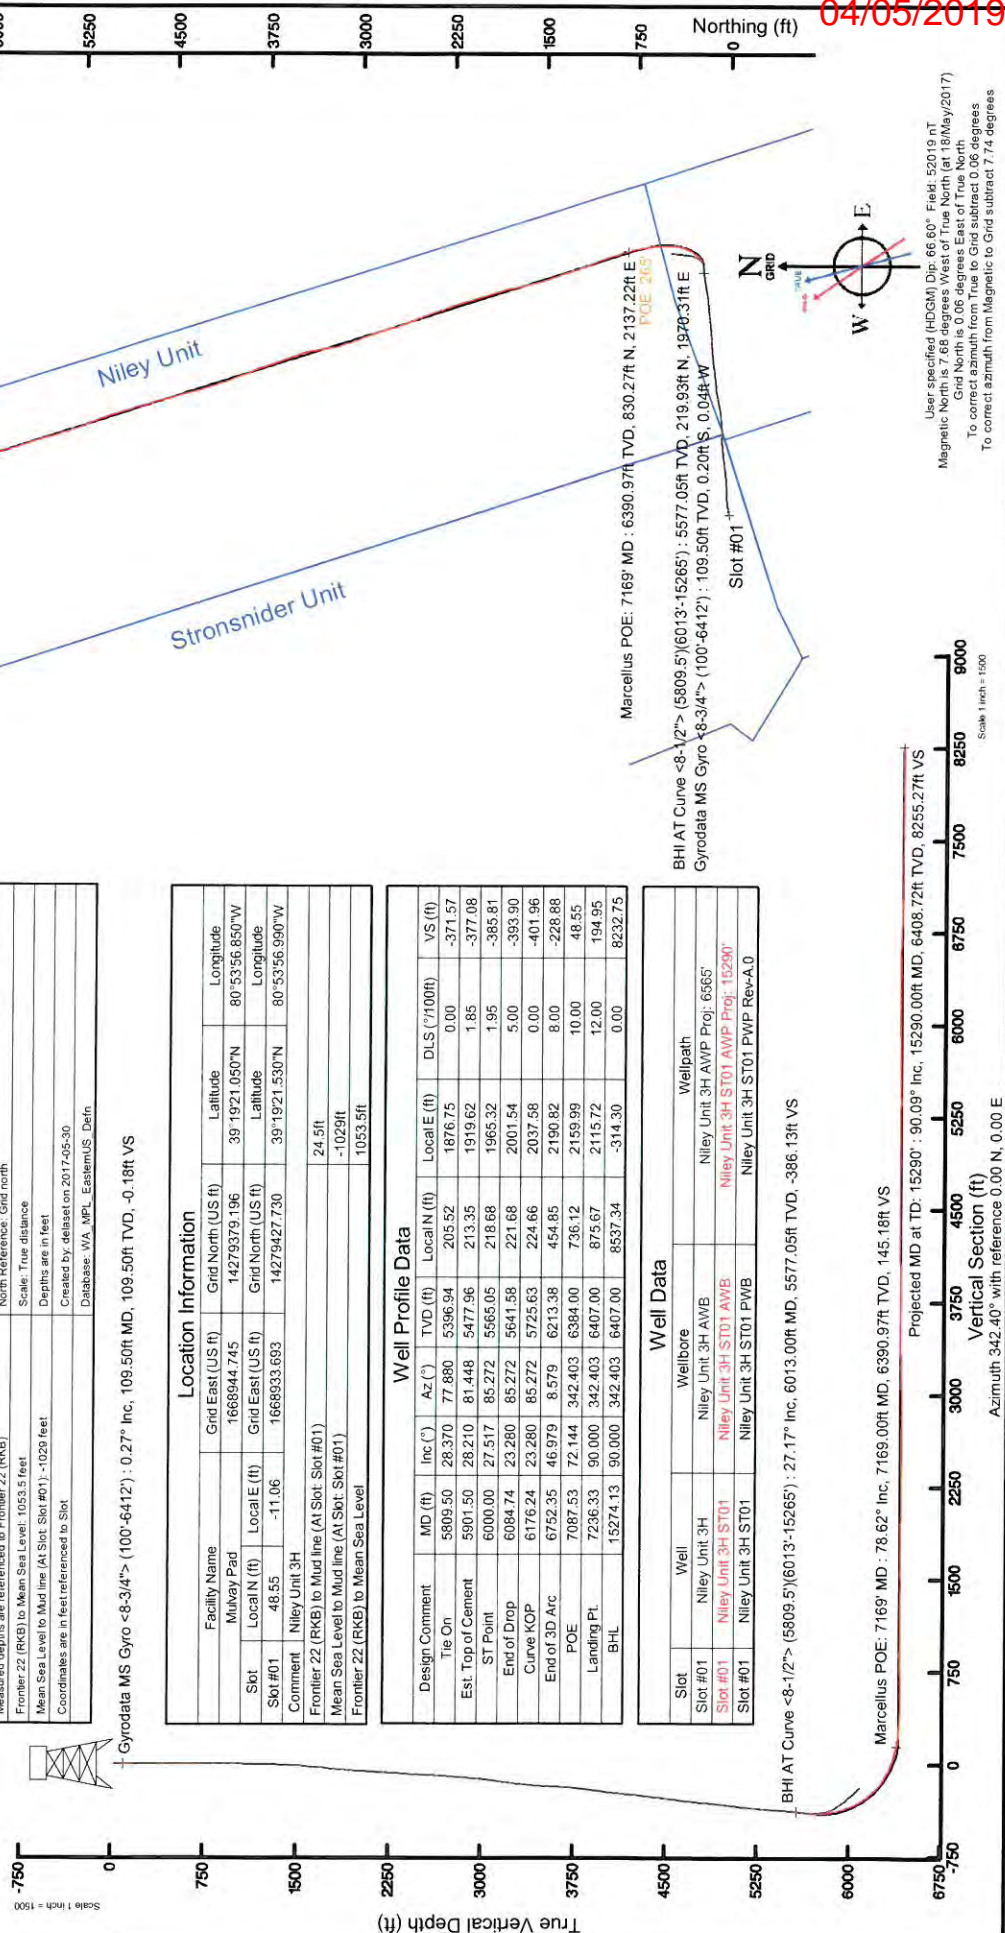 04/05/2019
Measured depths are referenced to Frontier 22 (RKB)
North Reference: Grid north
Frontier 22 (RKB) to Mean Sea Level: 1053.5 feet
Scale: True distance
Mean Sea Level to Mud line (At Slot: Slot #01): -1029 feet
Depths are in feet
Coordinates are in feet referenced to Slot
Created by: delaset on 2017-05-30
Database: WA_MPL_EasternUS_Defn
Gyrodata MS Gyro <8-3/4"> (100'-6412') : 0.27° Inc, 109.50ft MD, 109.50ft TVD, -0.18ft VS
Location Information
Facility Name Grid East (US ft) Grid North (US ft) Latitude Longitude
Mulvay Pad 1668944.745 14279379.196 39°19'21.050"N 80°53'56.850"W
Slot Local N (ft) Local E (ft) Grid East (US ft) Grid North (US ft) Latitude Longitude
Slot #01 48.55 -11.06 1668933.693 14279427.730 39°19'21.530"N 80°53'56.990"W
Comment Niley Unit 3H
Frontier 22 (RKB) to Mud line (At Slot: Slot #01) 24.5ft
Mean Sea Level to Mud line (At Slot: Slot #01) -1029ft
Frontier 22 (RKB) to Mean Sea Level 1053.5ft
Well Profile Data
Design Comment MD (ft) Inc (°) Az (°) TVD (ft) Local N (ft) Local E (ft) DLS (°/100ft) VS (ft)
Tie On 5809.50 28.370 77.880 5396.94 205.52 1876.75 0.00 -371.57
Est. Top of Cement 5901.50 28.210 81.448 5477.96 213.35 1919.62 1.85 -377.08
ST Point 6000.00 27.517 85.272 5565.05 218.68 1965.32 1.95 -385.81
End of Drop 6084.74 23.280 85.272 5641.58 221.68 2001.54 5.00 -393.90
Curve KOP 6176.24 23.280 85.272 5725.63 224.66 2037.58 0.00 -401.96
End of 3D Arc 6752.35 46.979 8.579 6213.38 454.85 2190.82 8.00 -228.88
POE 7087.53 72.144 342.403 6384.00 736.12 2159.99 10.00 48.55
Landing Pt. 7236.33 90.000 342.403 6407.00 875.67 2115.72 12.00 194.95
BHL 15274.13 90.000 342.403 6407.00 8537.34 -314.30 0.00 8232.75
Well Data
Slot Well Wellbore Wellpath
Slot #01 Niley Unit 3H Niley Unit 3H AWB Niley Unit 3H AWP Proj: 6565'
Slot #01 Niley Unit 3H ST01 Niley Unit 3H ST01 AWB Niley Unit 3H ST01 AWP Proj: 15290'
Slot #01 Niley Unit 3H ST01 Niley Unit 3H ST01 PWB Niley Unit 3H ST01 PWP Rev-A.0
BHI AT Curve <8-1/2"> (5809.5')(6013'-15265') : 27.17° Inc, 6013.00ft MD, 5577.05ft TVD, -386.13ft VS
Marcellus POE: 7169' MD : 78.62° Inc, 7169.00ft MD, 6390.97ft TVD, 145.18ft VS
Projected MD at TD: 15290' : 90.09° Inc, 15290.00ft MD, 6408.72ft TVD, 8255.27ft VS
-750 0 750 1500 2250 3000 3750 4500 5250 6000 6750 7500 8250 9000
Vertical Section (ft)
Azimuth 342.40° with reference 0.00 N, 0.00 E
Scale 1 inch = 1500
Scale 1 inch = 1500
True Vertical Depth (ft)
-750 0 750 1500 2250 3000 3750 4500 5250 6000 6750
5250 4500 3750 3000 2250 1500 750 0
Northing (ft)
Niley Unit
Stronsnider Unit
Marcellus POE: 7169' MD : 6390.97ft TVD, 830.27ft N, 2137.22ft E
POE: 265'
BHI AT Curve <8-1/2"> (5809.5')(6013'-15265') : 5577.05ft TVD, 219.93ft N, 1970.31ft E
Gyrodata MS Gyro <8-3/4"> (100'-6412') : 109.50ft TVD, 0.20ft S, 0.04ft W
Slot #01
N
GRID
TRUE
MAG
W
E
User specified (HDGM) Dip: 66.60° Field: 52019 nT
Magnetic North is 7.68 degrees West of True North (at 18/May/2017)
Grid North is 0.06 degrees East of True North
To correct azimuth from True to Grid subtract 0.06 degrees
To correct azimuth from Magnetic to Grid subtract 7.74 degrees